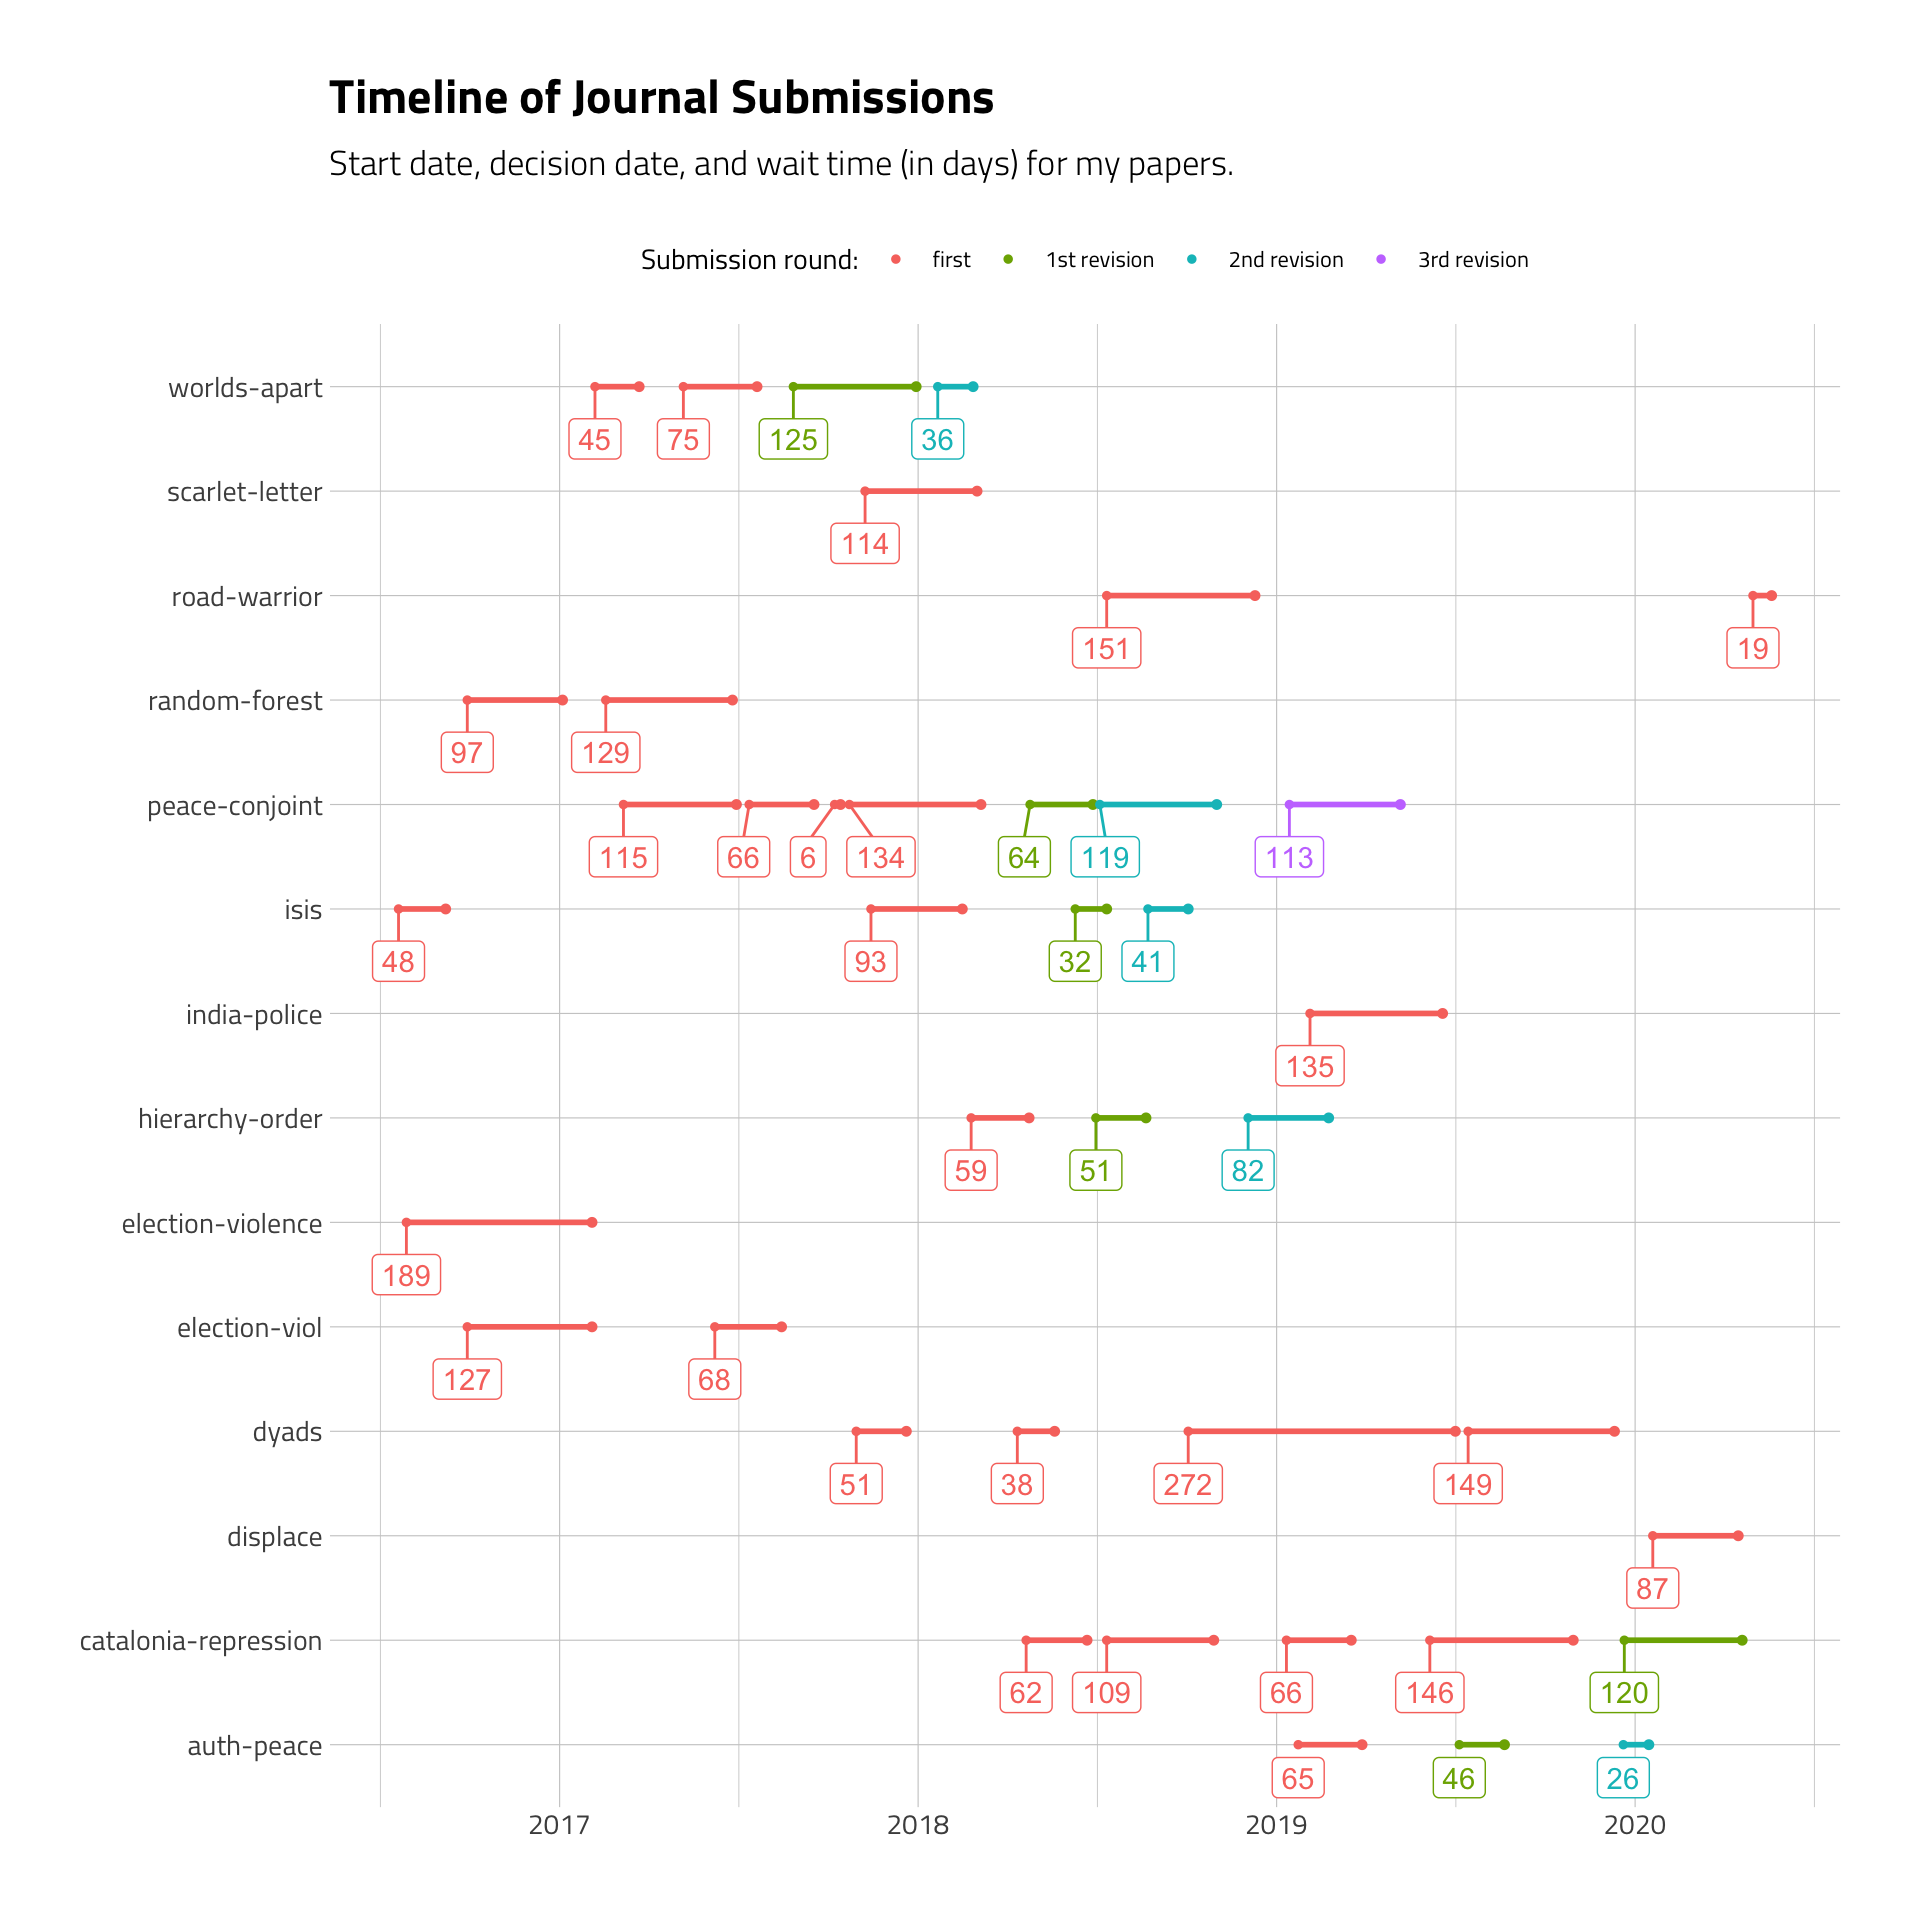 Timeline of Journal Submissions
Start date, decision date, and wait time (in days) for my papers.
Submission round: first 1st revision 2nd revision 3rd revision
worlds-apart
45 75 125 36
scarlet-letter
114
road-warrior
151 19
random-forest
97 129
peace-conjoint
115 66 6 134 64 119 113
isis
48 93 32 41
india-police
135
hierarchy-order
59 51 82
election-violence
189
election-viol
127 68
dyads
51 38 272 149
displace
87
catalonia-repression
62 109 66 146 120
auth-peace
65 46 26
2017 2018 2019 2020